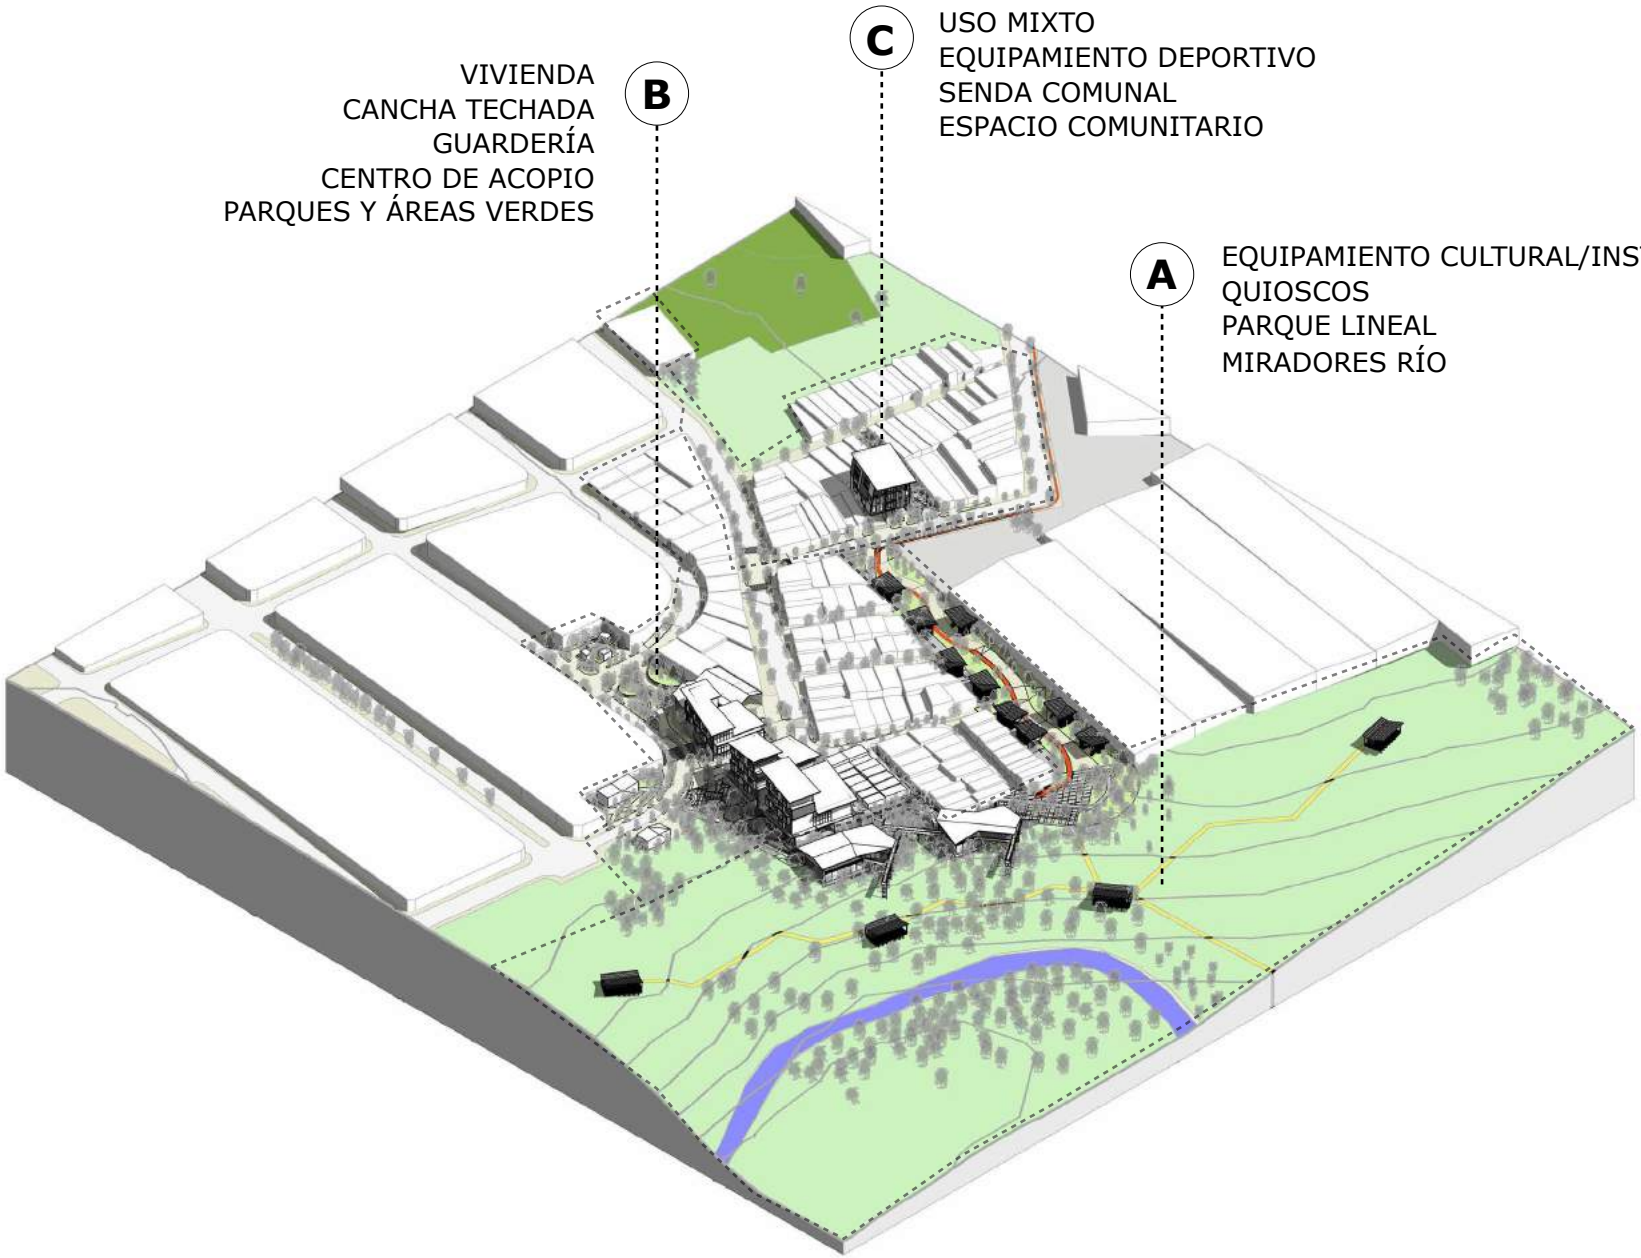 B
VIVIENDA
CANCHA TECHADA
GUARDERÍA
CENTRO DE ACOPIO
PARQUES Y ÁREAS VERDES
C
USO MIXTO
EQUIPAMIENTO DEPORTIVO
SENDA COMUNAL
ESPACIO COMUNITARIO
A
EQUIPAMIENTO CULTURAL/
QUIOSCOS
PARQUE LINEAL
MIRADORES RÍO